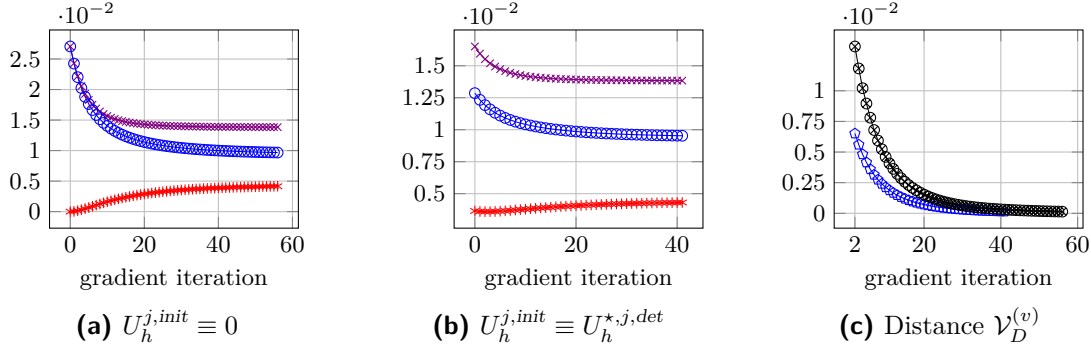 ·10⁻²
2.5
2
1.5
1
0.5
0
0 20 40 60
gradient iteration
(a) U_h^{j,init} ≡ 0
·10⁻²
1.5
1.25
1
0.75
0.5
0 20 40
gradient iteration
(b) U_h^{j,init} ≡ U_h^{⋆,j,det}
·10⁻²
1
0.75
0.5
0.25
0
2 20 40 60
gradient iteration
(c) Distance 𝒱_D^{(v)}